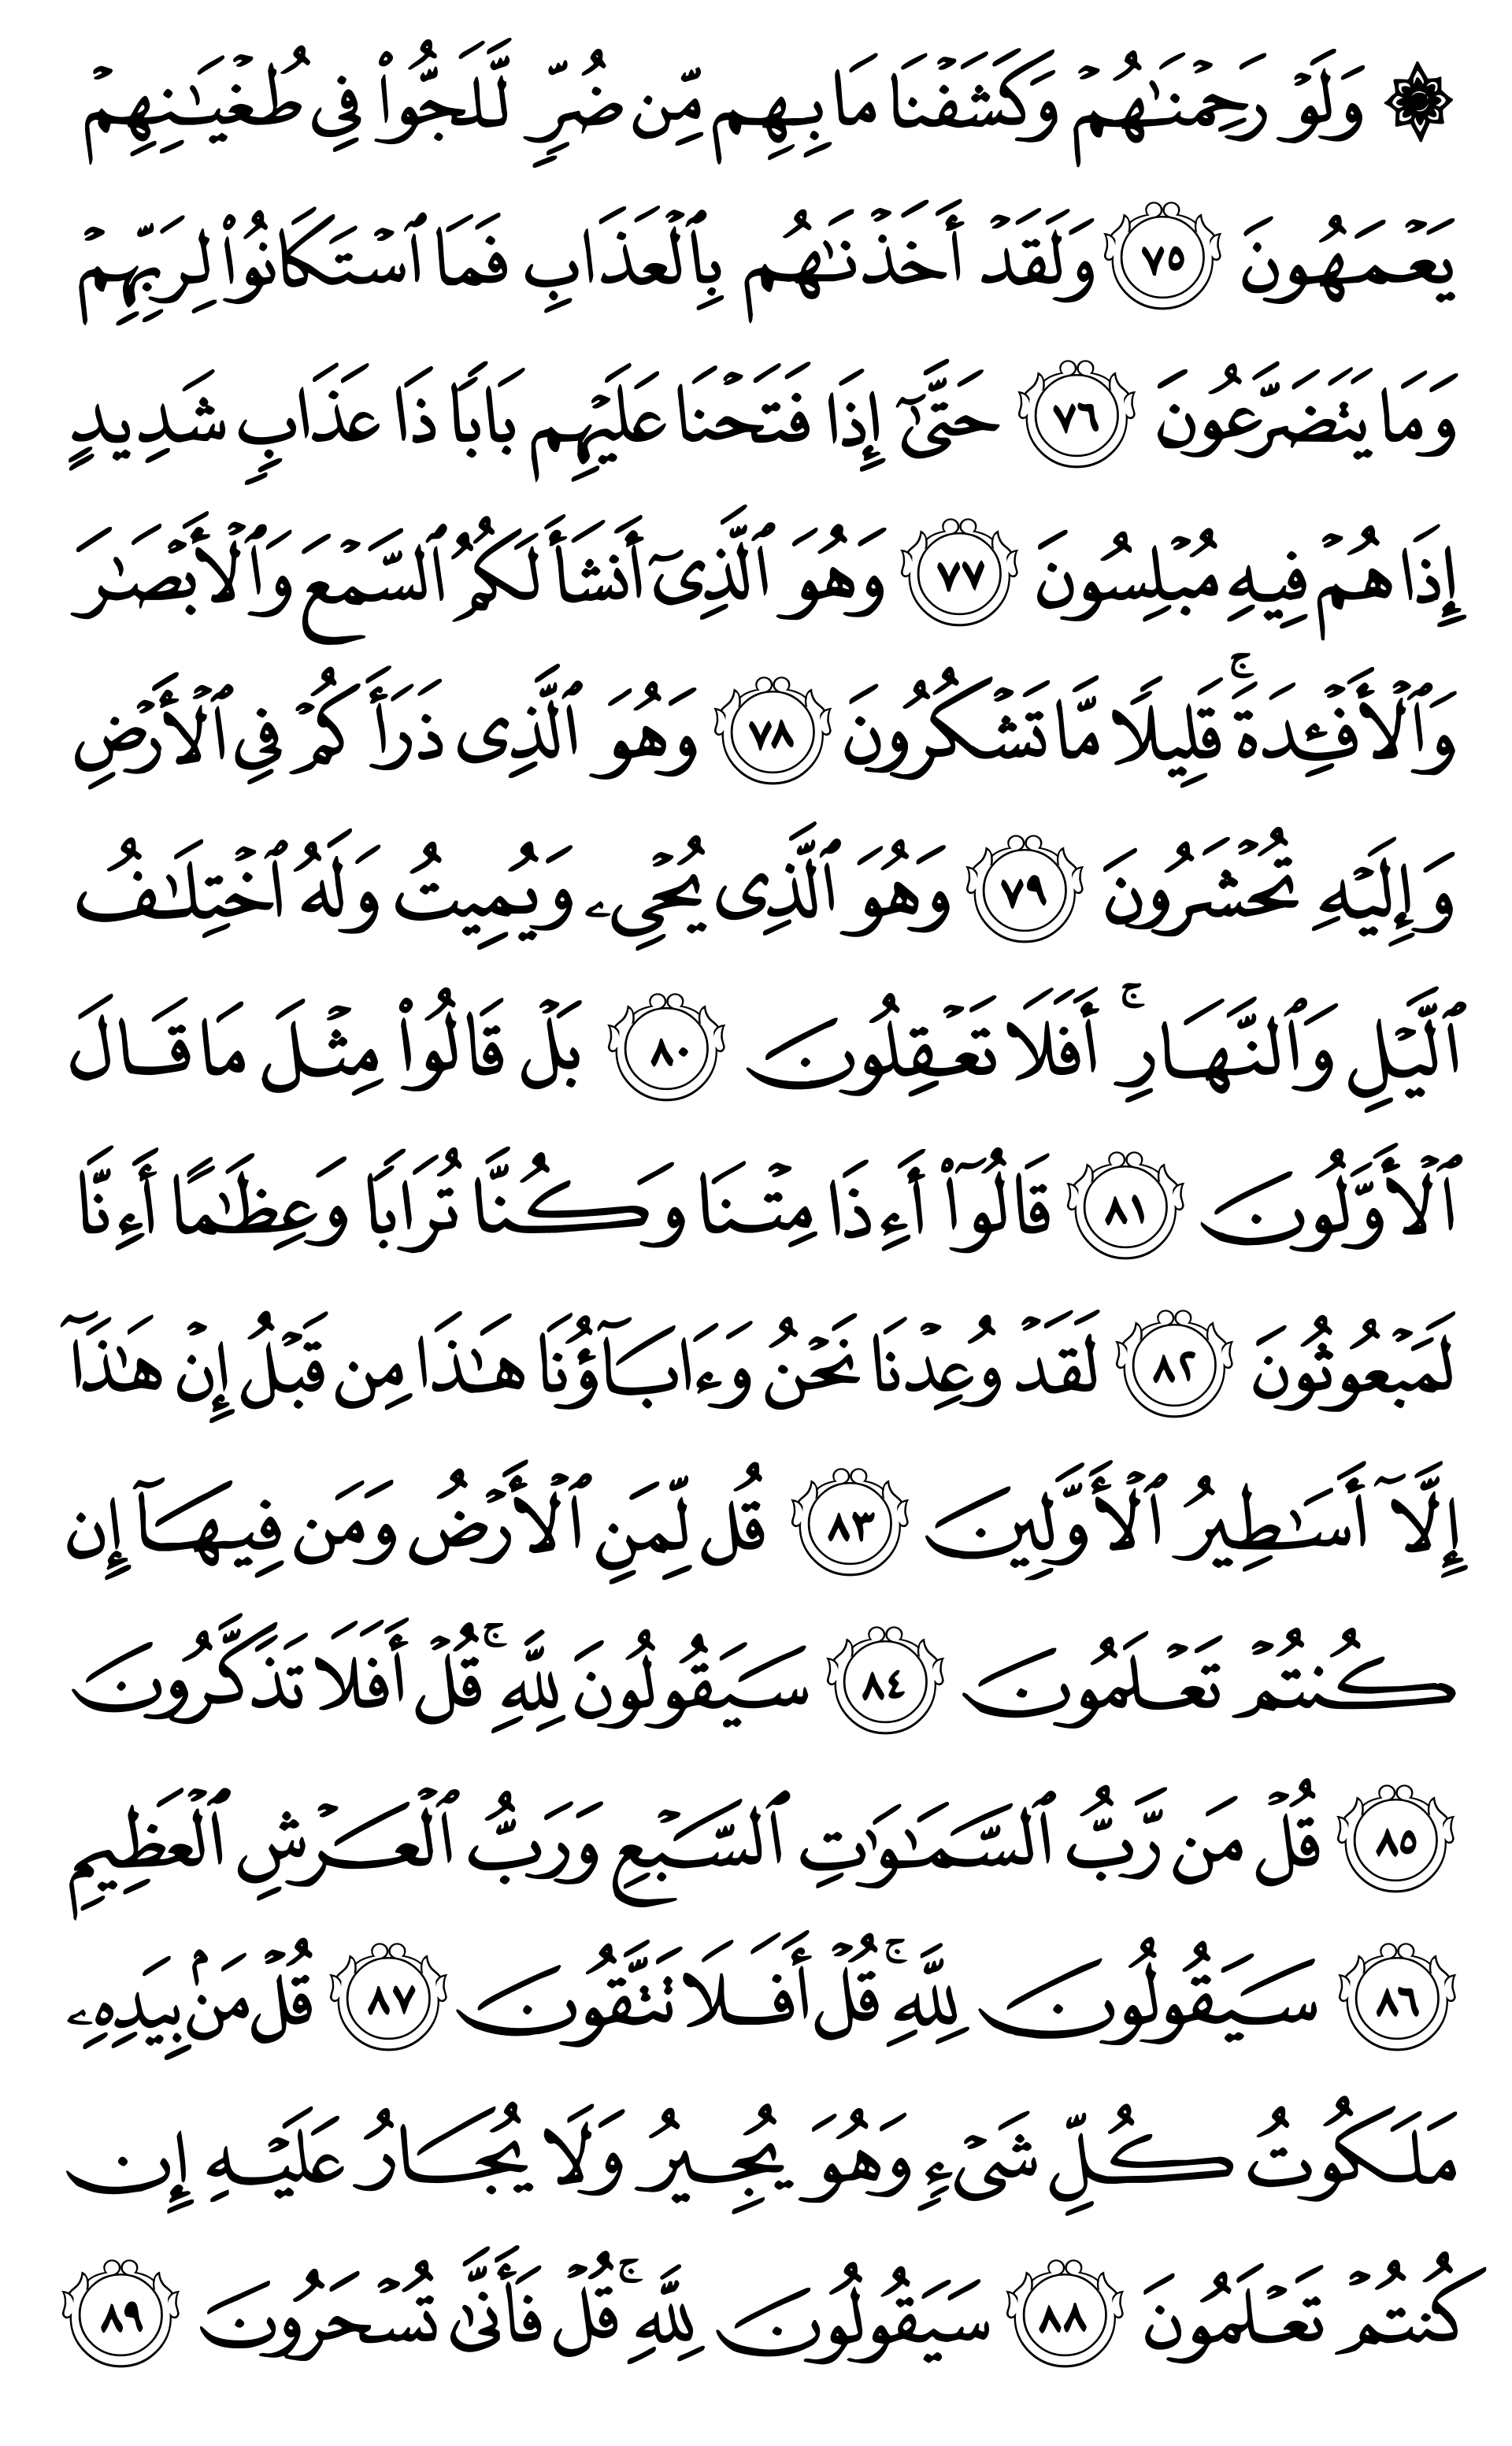 ۞ وَلَوۡ رَحِمۡنَٰهُمۡ وَكَشَفۡنَا مَا بِهِم مِّن ضُرّٖ لَّلَجُّواْ فِي طُغۡيَٰنِهِمۡ
يَعۡمَهُونَ ٧٥ وَلَقَدۡ أَخَذۡنَٰهُم بِٱلۡعَذَابِ فَمَا ٱسۡتَكَانُواْ لِرَبِّهِمۡ
وَمَا يَتَضَرَّعُونَ ٧٦ حَتَّىٰٓ إِذَا فَتَحۡنَا عَلَيۡهِم بَابٗا ذَا عَذَابٖ شَدِيدٍ
إِذَا هُمۡ فِيهِ مُبۡلِسُونَ ٧٧ وَهُوَ ٱلَّذِيٓ أَنشَأَ لَكُمُ ٱلسَّمۡعَ وَٱلۡأَبۡصَٰرَ
وَٱلۡأَفۡـِٔدَةَۚ قَلِيلٗا مَّا تَشۡكُرُونَ ٧٨ وَهُوَ ٱلَّذِي ذَرَأَكُمۡ فِي ٱلۡأَرۡضِ
وَإِلَيۡهِ تُحۡشَرُونَ ٧٩ وَهُوَ ٱلَّذِي يُحۡيِۦ وَيُمِيتُ وَلَهُ ٱخۡتِلَٰفُ
ٱلَّيۡلِ وَٱلنَّهَارِۚ أَفَلَا تَعۡقِلُونَ ٨٠ بَلۡ قَالُواْ مِثۡلَ مَا قَالَ
ٱلۡأَوَّلُونَ ٨١ قَالُوٓاْ أَءِذَا مِتۡنَا وَكُنَّا تُرَابٗا وَعِظَٰمًا أَءِنَّا
لَمَبۡعُوثُونَ ٨٢ لَقَدۡ وُعِدۡنَا نَحۡنُ وَءَابَآؤُنَا هَٰذَا مِن قَبۡلُ إِنۡ هَٰذَآ
إِلَّآ أَسَٰطِيرُ ٱلۡأَوَّلِينَ ٨٣ قُل لِّمَنِ ٱلۡأَرۡضُ وَمَن فِيهَآ إِن
كُنتُمۡ تَعۡلَمُونَ ٨٤ سَيَقُولُونَ لِلَّهِۚ قُلۡ أَفَلَا تَذَكَّرُونَ
٨٥ قُلۡ مَن رَّبُّ ٱلسَّمَٰوَٰتِ ٱلسَّبۡعِ وَرَبُّ ٱلۡعَرۡشِ ٱلۡعَظِيمِ
٨٦ سَيَقُولُونَ لِلَّهِۚ قُلۡ أَفَلَا تَتَّقُونَ ٨٧ قُلۡ مَنۢ بِيَدِهِۦ
مَلَكُوتُ كُلِّ شَيۡءٖ وَهُوَ يُجِيرُ وَلَا يُجَارُ عَلَيۡهِ إِن
كُنتُمۡ تَعۡلَمُونَ ٨٨ سَيَقُولُونَ لِلَّهِۚ قُلۡ فَأَنَّىٰ تُسۡحَرُونَ ٨٩